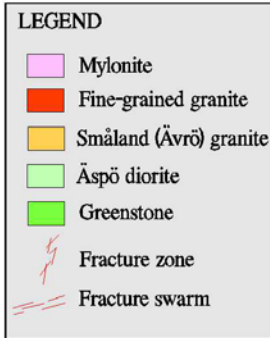 LEGEND
Mylonite
Fine-grained granite
Småland (Ävrö) granite
Äspö diorite
Greenstone
Fracture zone
Fracture swarm